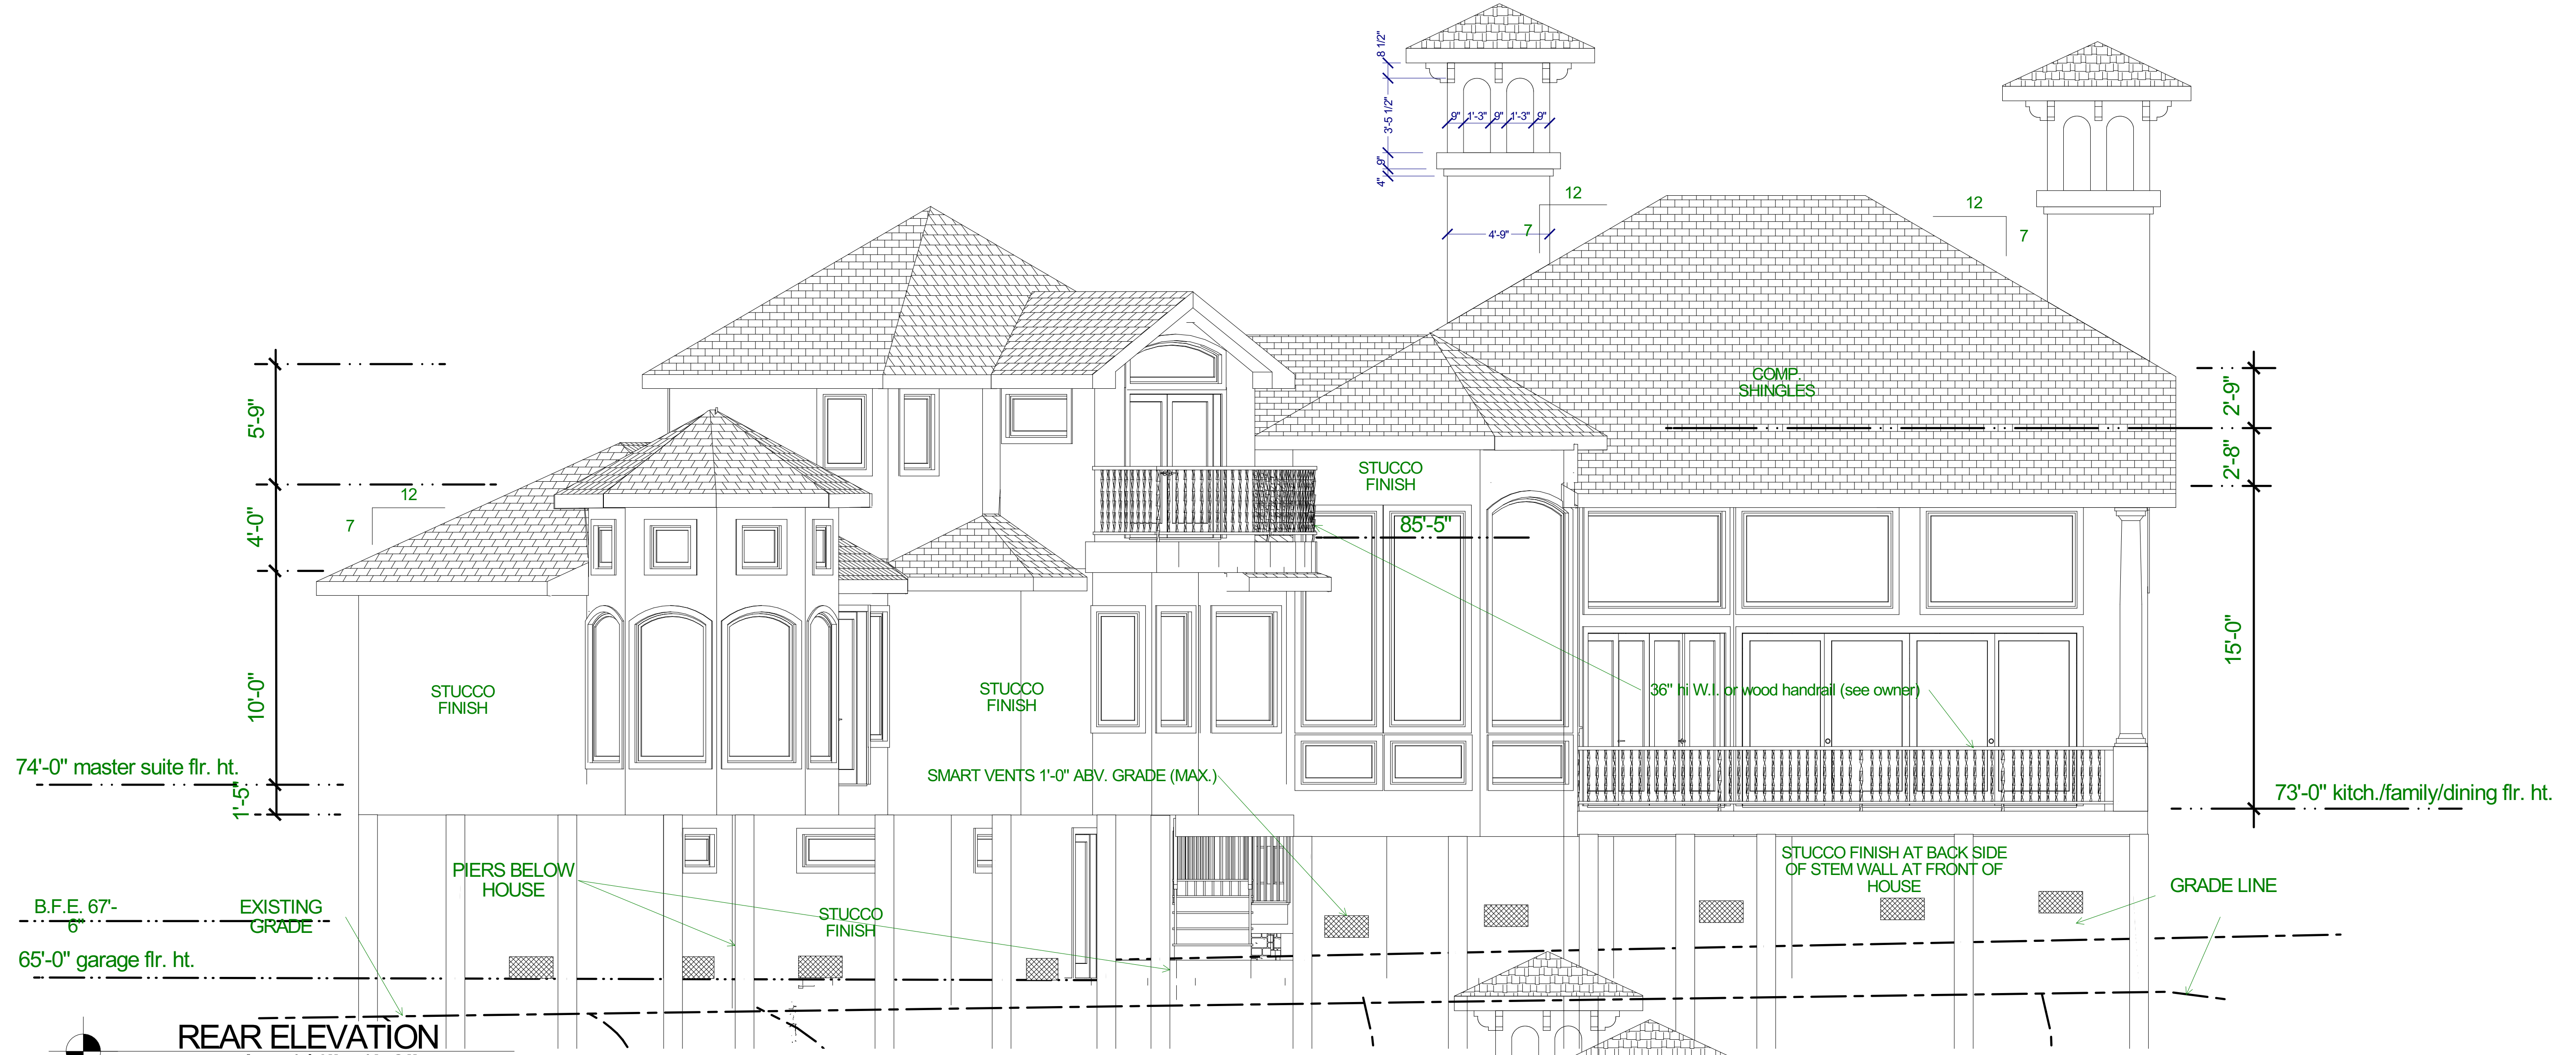 8 1/2"
3'-5 1/2"
9"
4"
9" 1'-3" 9" 1'-3" 9"
4'-9"
12
7
12
7
COMP.
SHINGLES
5'-9"
4'-0"
10'-0"
1'-5"
12
7
2'-9"
2'-8"
15'-0"
STUCCO
FINISH
85'-5"
36" hi W.I. or wood handrail (see owner)
STUCCO
FINISH
STUCCO
FINISH
74'-0" master suite flr. ht.
SMART VENTS 1'-0" ABV. GRADE (MAX.)
73'-0" kitch./family/dining flr. ht.
PIERS BELOW
HOUSE
STUCCO FINISH AT BACK SIDE
OF STEM WALL AT FRONT OF
HOUSE
GRADE LINE
B.F.E. 67'-
6"
EXISTING
GRADE
STUCCO
FINISH
65'-0" garage flr. ht.
REAR ELEVATION